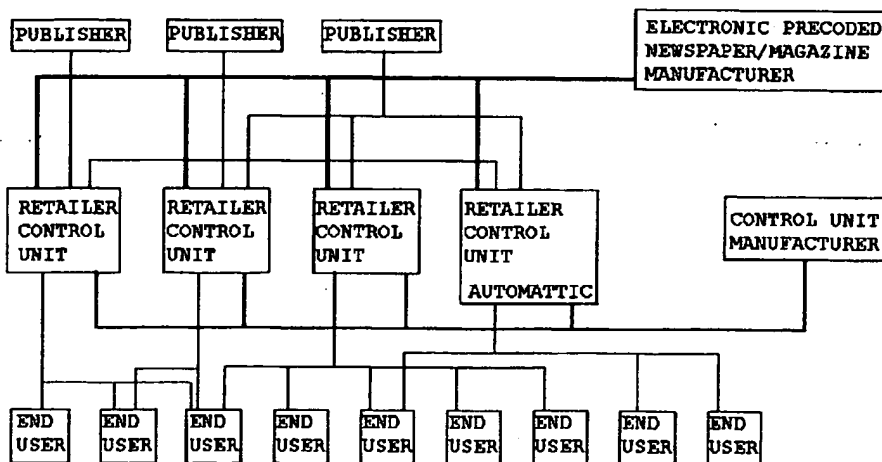 PUBLISHER
PUBLISHER
PUBLISHER
ELECTRONIC PRECODED
NEWSPAPER/MAGAZINE
MANUFACTURER
RETAILER
CONTROL
UNIT
RETAILER
CONTROL
UNIT
RETAILER
CONTROL
UNIT
RETAILER
CONTROL
UNIT
AUTOMATTIC
CONTROL UNIT
MANUFACTURER
END
USER
END
USER
END
USER
END
USER
END
USER
END
USER
END
USER
END
USER
END
USER